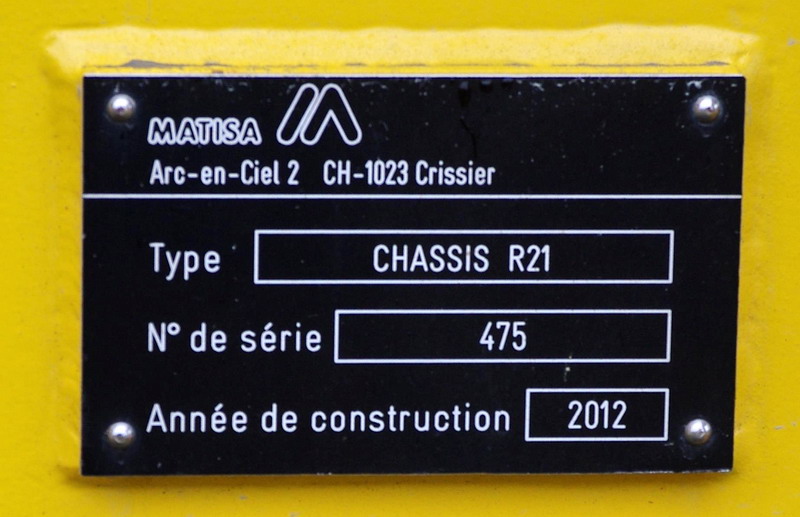 MATISA
Arc-en-Ciel 2 CH-1023 Crissier
Type CHASSIS R21
N° de série 475
Année de construction 2012